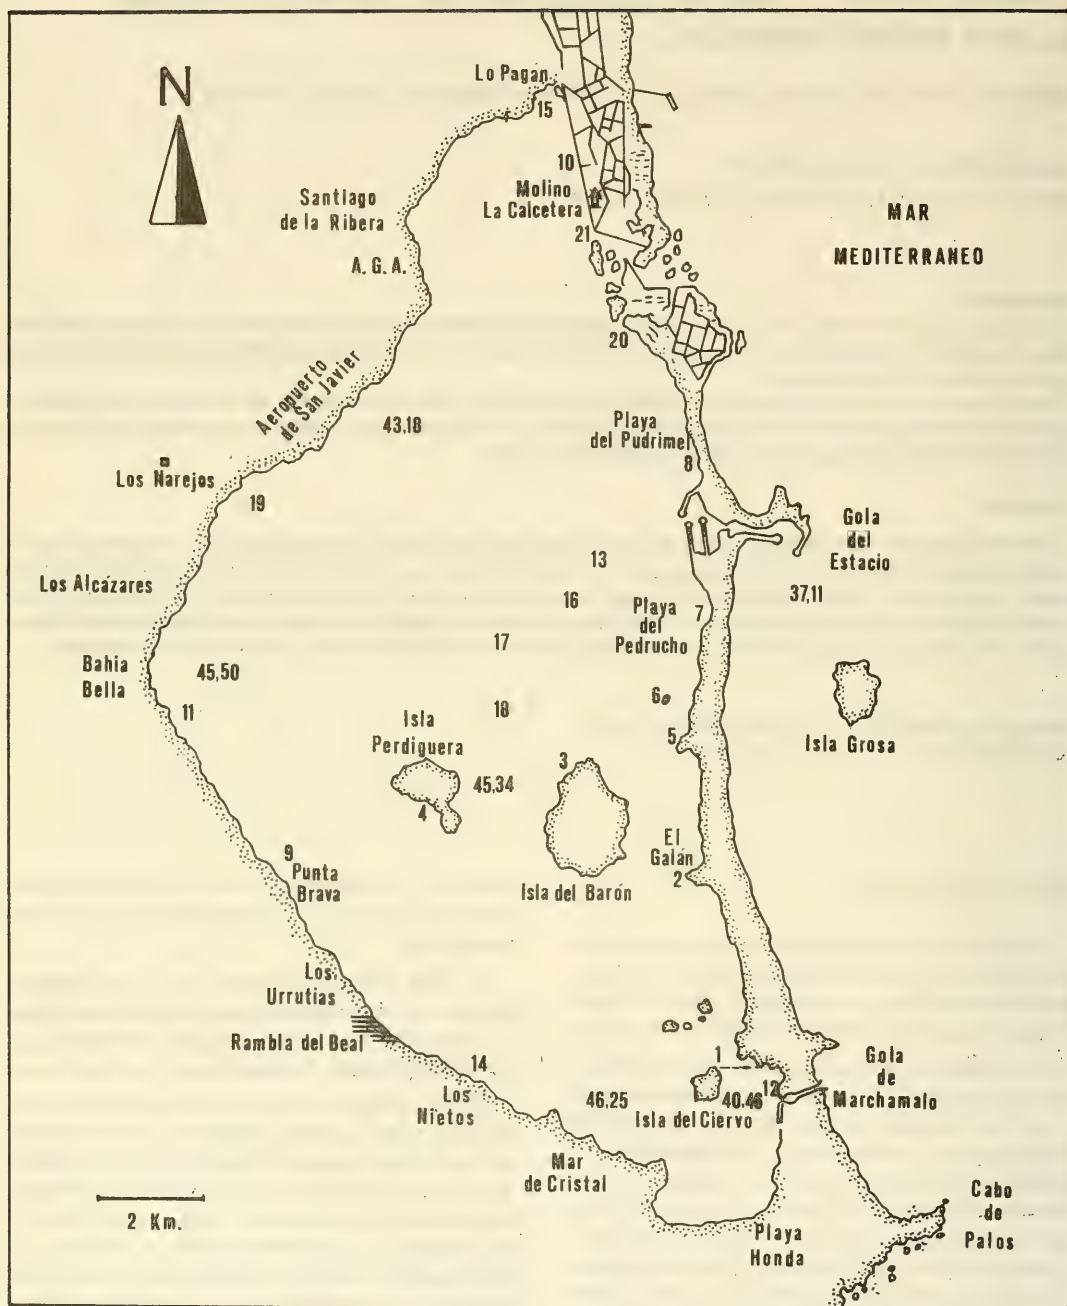 Lo Pagan
N
15
10
Molino
La Calcetera
Santiago
de la Ribera
MAR
MEDITERRANEO
21
A. G. A.
20
Aeropuerto
de San Javier
43,18
Playa
del Pudrimel
8
Los Narejos
19
Gola
del
Estacio
13
Los Alcázares
16
37,11
Playa
del
Pedrucho
7
17
Bahia
Bella
45,50
6
11
18
Isla
Perdiguera
5
Isla Grosa
3
45,34
4
El
Galán
2
9
Punta
Brava
Isla del Barón
Los
Urrutias
Rambla del Beal
14
1
Gola
de
Marchamalo
Los
Nietos
46,25
40,46
12
Isla del Ciervo
Mar
de Cristal
2 Km.
Cabo
de
Palos
Playa
Honda